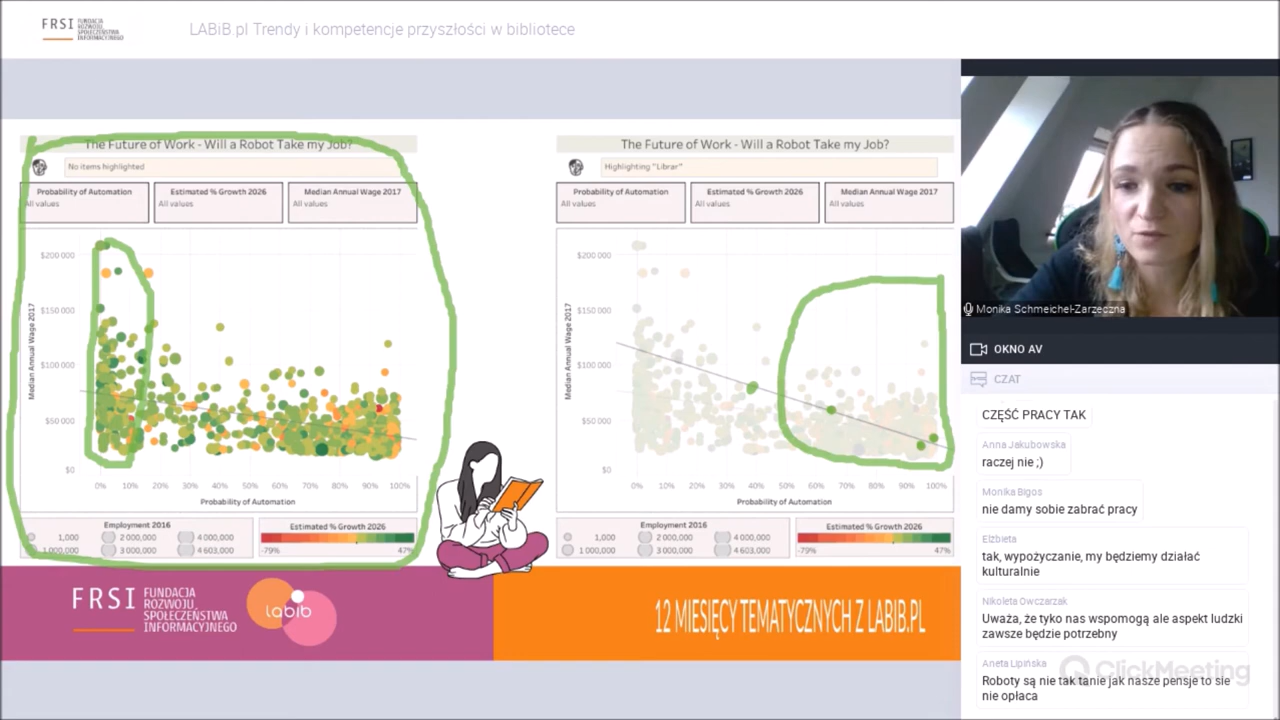 FRSI FUNDACJA
ROZWOJU
SPOŁECZEŃSTWA
INFORMACYJNEGO
LABiB.pl Trendy i kompetencje przyszłości w bibliotece
The Future of Work - Will a Robot Take my Job?
No items highlighted
Probability of Automation
All values
Estimated % Growth 2026
All values
Median Annual Wage 2017
All values
Median Annual Wage 2017
$200 000
$150 000
$100 000
$50 000
$0
0% 10% 20% 30% 40% 50% 60% 70% 80% 90% 100%
Probability of Automation
Employment 2016
1,000 2 000,000 4 000,000
1 000,000 3 000,000 4 603,000
Estimated % Growth 2026
-79% 47%
The Future of Work - Will a Robot Take my Job?
Highlighting "Librar"
Probability of Automation
All values
Estimated % Growth 2026
All values
Median Annual Wage 2017
All values
Median Annual Wage 2017
$200 000
$150 000
$100 000
$50 000
$0
0% 10% 20% 30% 40% 50% 60% 70% 80% 90% 100%
Probability of Automation
Employment 2016
1,000 2 000,000 4 000,000
1 000,000 3 000,000 4 603,000
Estimated % Growth 2026
-79% 47%
FRSI FUNDACJA
ROZWOJU
SPOŁECZEŃSTWA
INFORMACYJNEGO
labib
12 MIESIĘCY TEMATYCZNYCH Z LABIB.PL
Monika Schmeichel-Zarzeczna
OKNO AV
CZAT
CZĘŚĆ PRACY TAK
Anna Jakubowska
raczej nie ;)
Monika Bigos
nie damy sobie zabrać pracy
Elżbieta
tak, wypożyczanie, my będziemy działać
kulturalnie
Nikoleta Owczarzak
Uważa, że tyko nas wspomogą ale aspekt ludzki
zawsze będzie potrzebny
Aneta Lipińska
Roboty są nie tak tanie jak nasze pensje to sie
nie opłaca
ClickMeeting